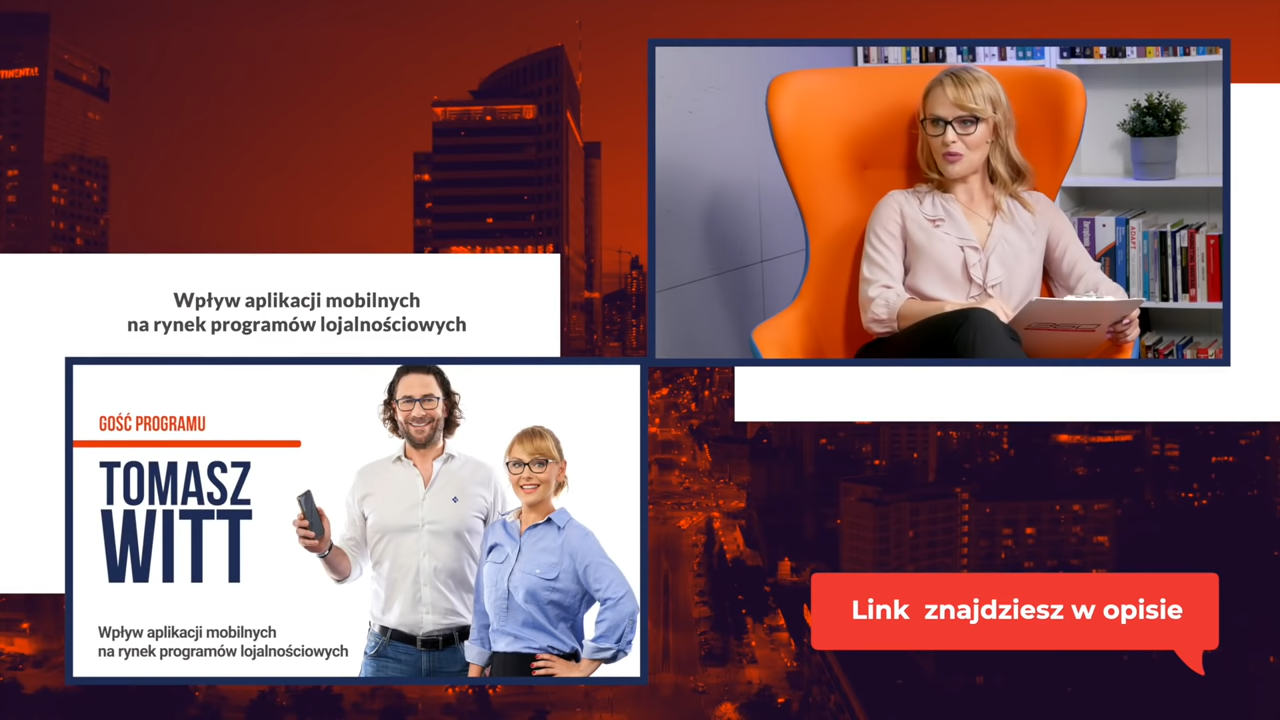 Wpływ aplikacji mobilnych
na rynek programów lojalnościowych
GOŚĆ PROGRAMU
TOMASZ
WITT
Wpływ aplikacji mobilnych
na rynek programów lojalnościowych
ADAPT
Link znajdziesz w opisie